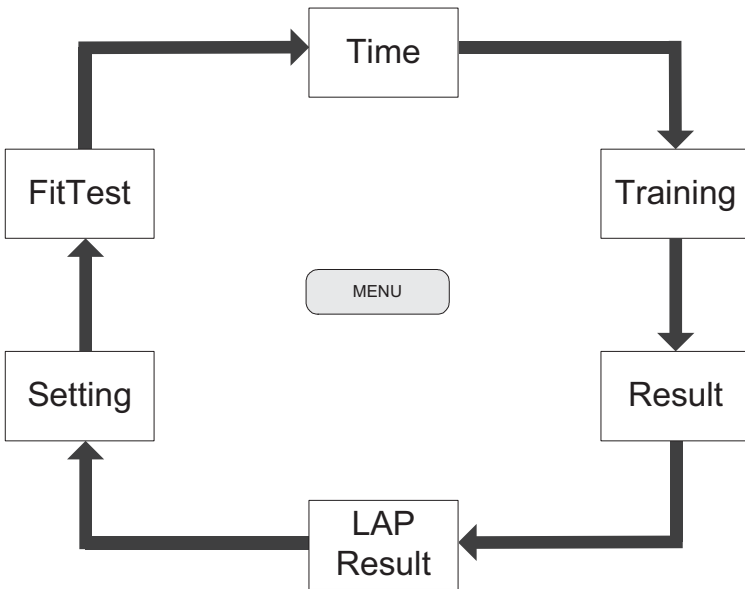 Time
FitTest
Training
MENU
Setting
Result
LAP
Result